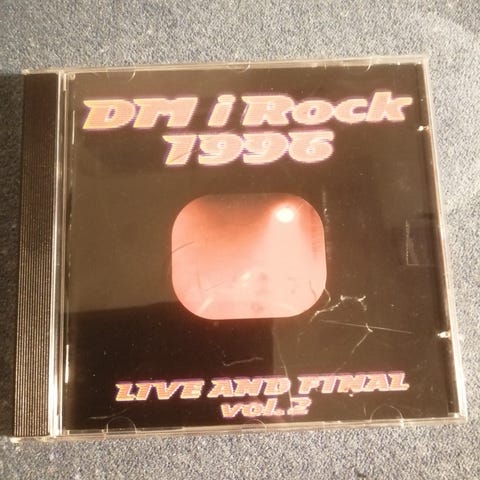 DM i Rock
1996
LIVE AND FINAL
vol.2